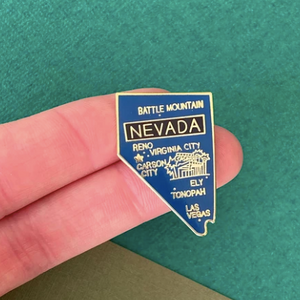 BATTLE MOUNTAIN
NEVADA
RENO
VIRGINIA CITY
CARSON
CITY
ELY
TONOPAH
LAS
VEGAS